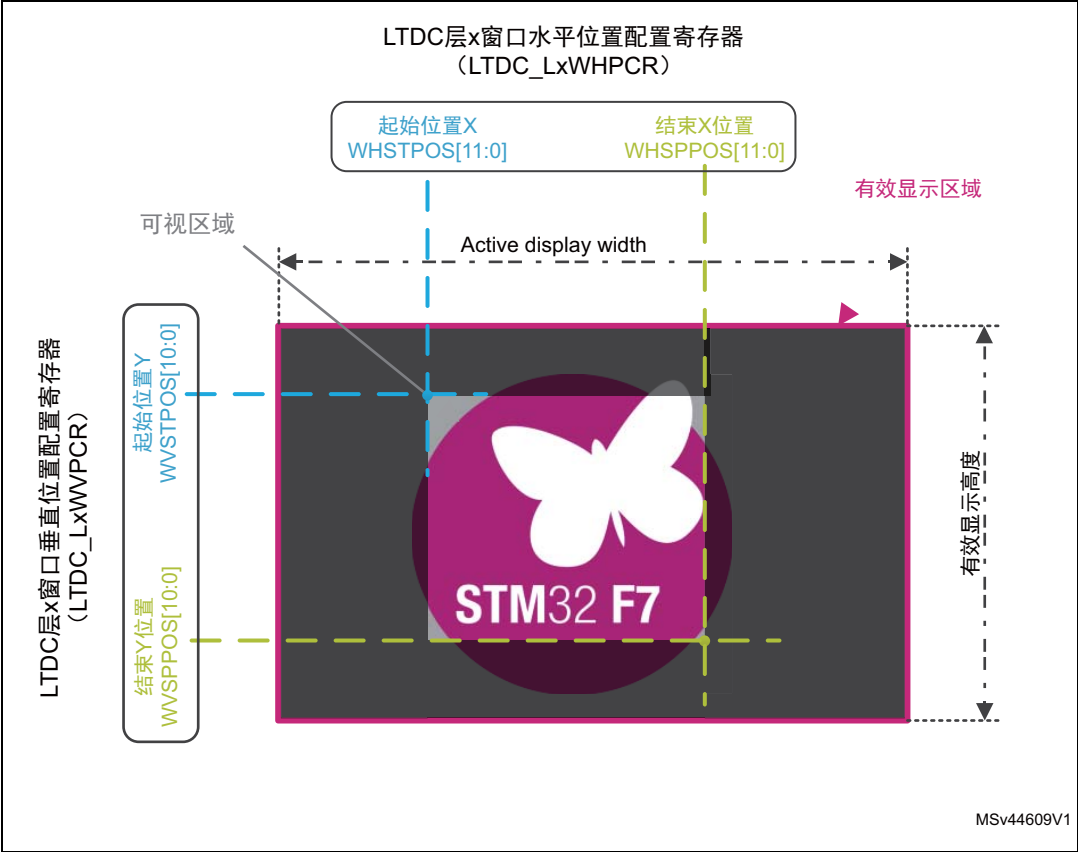 LTDC层x窗口水平位置配置寄存器
（LTDC_LxWHPCR）
起始位置X
WHSTPOS[11:0]
结束X位置
WHSPPOS[11:0]
有效显示区域
可视区域
Active display width
LTDC层x窗口垂直位置配置寄存器
（LTDC_LxWVPCR）
起始位置Y
WVSTPOS[10:0]
结束Y位置
WVSPPOS[10:0]
有效显示高度
STM32 F7
MSv44609V1